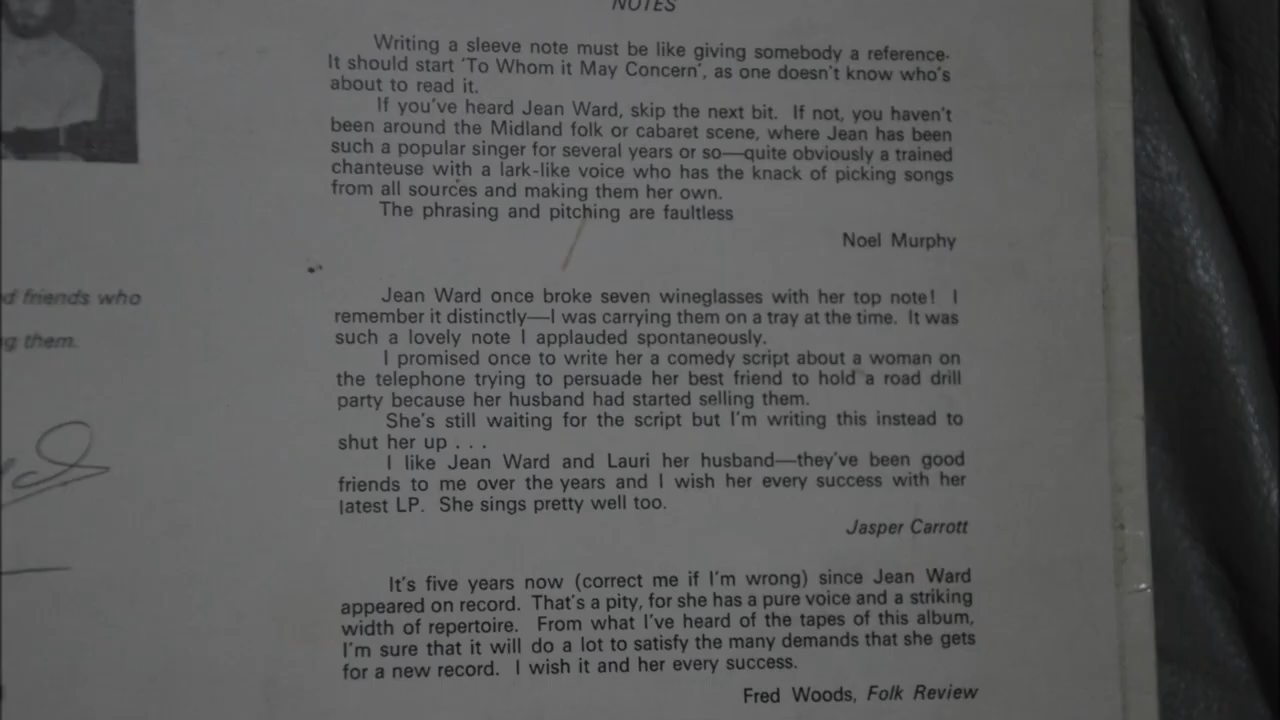 NOTES
Writing a sleeve note must be like giving somebody a reference.
It should start 'To Whom it May Concern', as one doesn't know who's
about to read it.
If you've heard Jean Ward, skip the next bit. If not, you haven't
been around the Midland folk or cabaret scene, where Jean has been
such a popular singer for several years or so—quite obviously a trained
chanteuse with a lark-like voice who has the knack of picking songs
from all sources and making them her own.
The phrasing and pitching are faultless
Noel Murphy
d friends who
g them.
Jean Ward once broke seven wineglasses with her top note! I
remember it distinctly—I was carrying them on a tray at the time. It was
such a lovely note I applauded spontaneously.
I promised once to write her a comedy script about a woman on
the telephone trying to persuade her best friend to hold a road drill
party because her husband had started selling them.
She's still waiting for the script but I'm writing this instead to
shut her up . . .
I like Jean Ward and Lauri her husband—they've been good
friends to me over the years and I wish her every success with her
latest LP. She sings pretty well too.
Jasper Carrott
It's five years now (correct me if I'm wrong) since Jean Ward
appeared on record. That's a pity, for she has a pure voice and a striking
width of repertoire. From what I've heard of the tapes of this album,
I'm sure that it will do a lot to satisfy the many demands that she gets
for a new record. I wish it and her every success.
Fred Woods, Folk Review